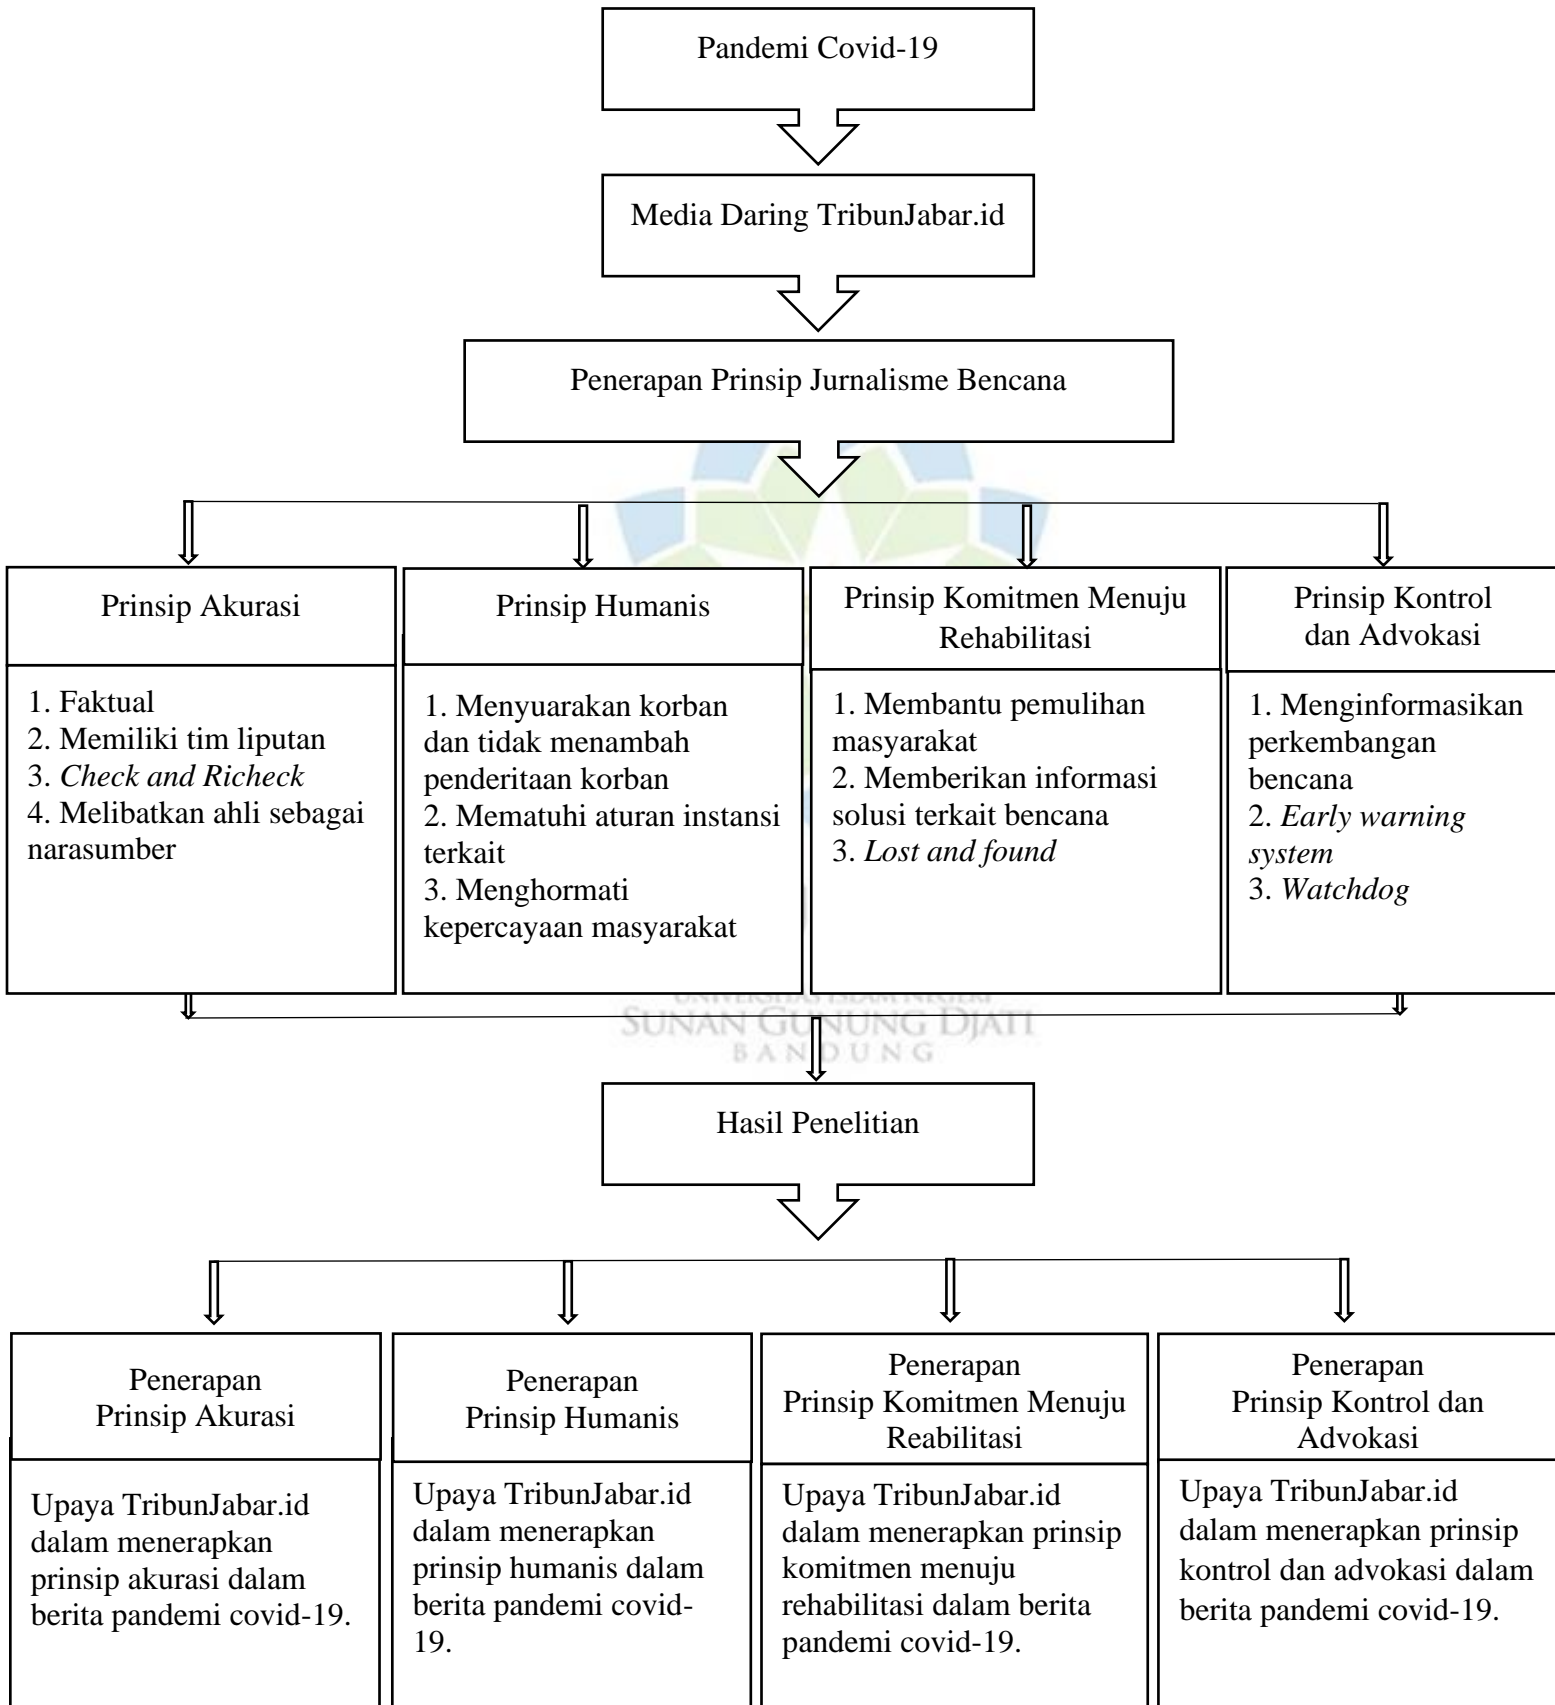 Pandemi Covid-19
Media Daring TribunJabar.id
Penerapan Prinsip Jurnalisme Bencana
Prinsip Akurasi
1. Faktual
2. Memiliki tim liputan
3. Check and Richeck
4. Melibatkan ahli sebagai
narasumber
Prinsip Humanis
1. Menyuarakan korban
dan tidak menambah
penderitaan korban
2. Mematuhi aturan instansi
terkait
3. Menghormati
kepercayaan masyarakat
Prinsip Komitmen Menuju
Rehabilitasi
1. Membantu pemulihan
masyarakat
2. Memberikan informasi
solusi terkait bencana
3. Lost and found
Prinsip Kontrol
dan Advokasi
1. Menginformasikan
perkembangan
bencana
2. Early warning
system
3. Watchdog
UNIVERSITAS ISLAM NEGERI
SUNAN GUNUNG DJATI
BANDUNG
Hasil Penelitian
Penerapan
Prinsip Akurasi
Upaya TribunJabar.id
dalam menerapkan
prinsip akurasi dalam
berita pandemi covid-19.
Penerapan
Prinsip Humanis
Upaya TribunJabar.id
dalam menerapkan
prinsip humanis dalam
berita pandemi covid-
19.
Penerapan
Prinsip Komitmen Menuju
Reabilitasi
Upaya TribunJabar.id
dalam menerapkan prinsip
komitmen menuju
rehabilitasi dalam berita
pandemi covid-19.
Penerapan
Prinsip Kontrol dan
Advokasi
Upaya TribunJabar.id
dalam menerapkan prinsip
kontrol dan advokasi dalam
berita pandemi covid-19.